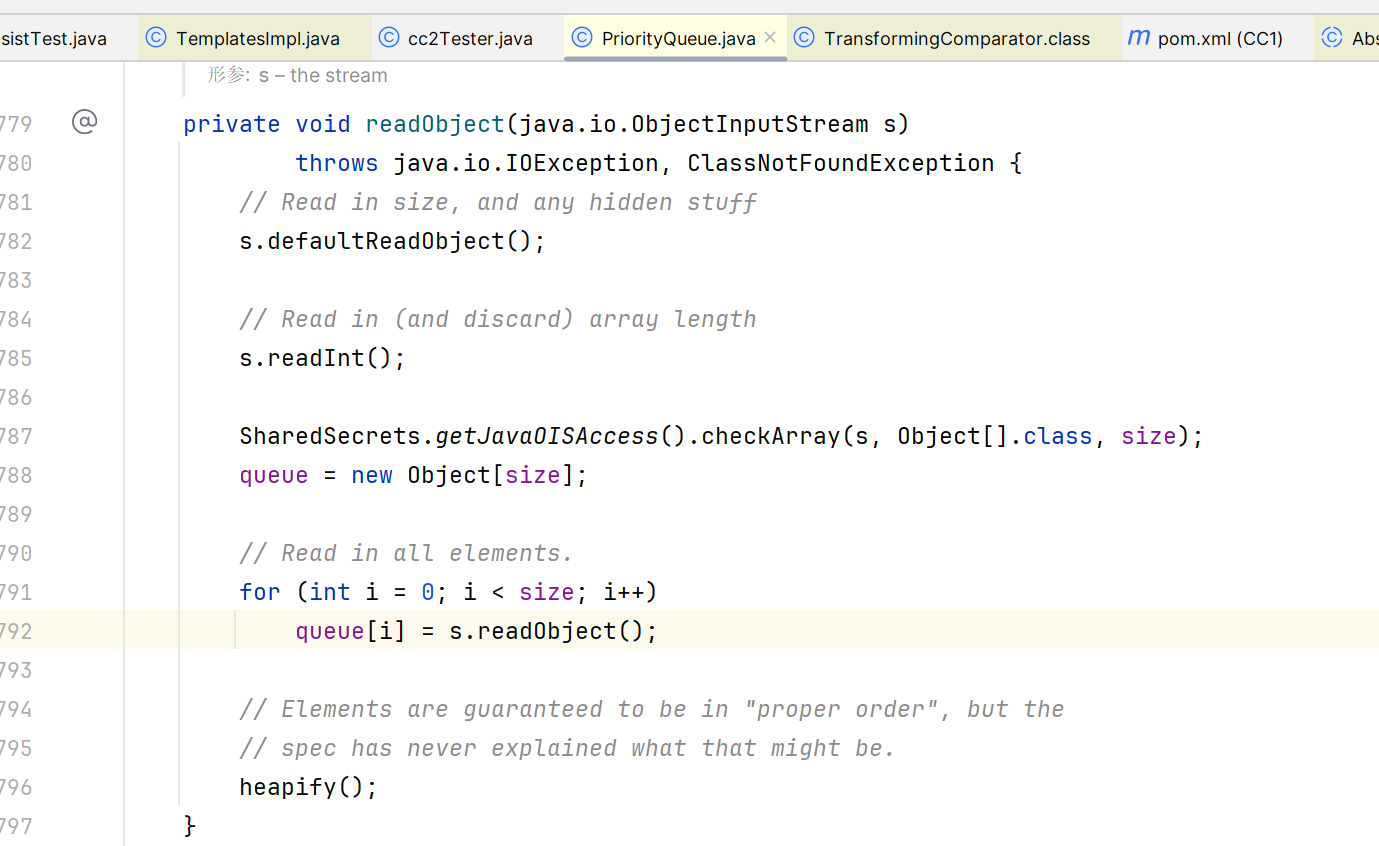 sistTest.java TemplatesImpl.java cc2Tester.java PriorityQueue.java TransformingComparator.class pom.xml (CC1) Abs
形参: s – the stream
779 private void readObject(java.io.ObjectInputStream s)
780 throws java.io.IOException, ClassNotFoundException {
781 // Read in size, and any hidden stuff
782 s.defaultReadObject();
783
784 // Read in (and discard) array length
785 s.readInt();
786
787 SharedSecrets.getJavaOISAccess().checkArray(s, Object[].class, size);
788 queue = new Object[size];
789
790 // Read in all elements.
791 for (int i = 0; i < size; i++)
792 queue[i] = s.readObject();
793
794 // Elements are guaranteed to be in "proper order", but the
795 // spec has never explained what that might be.
796 heapify();
797 }